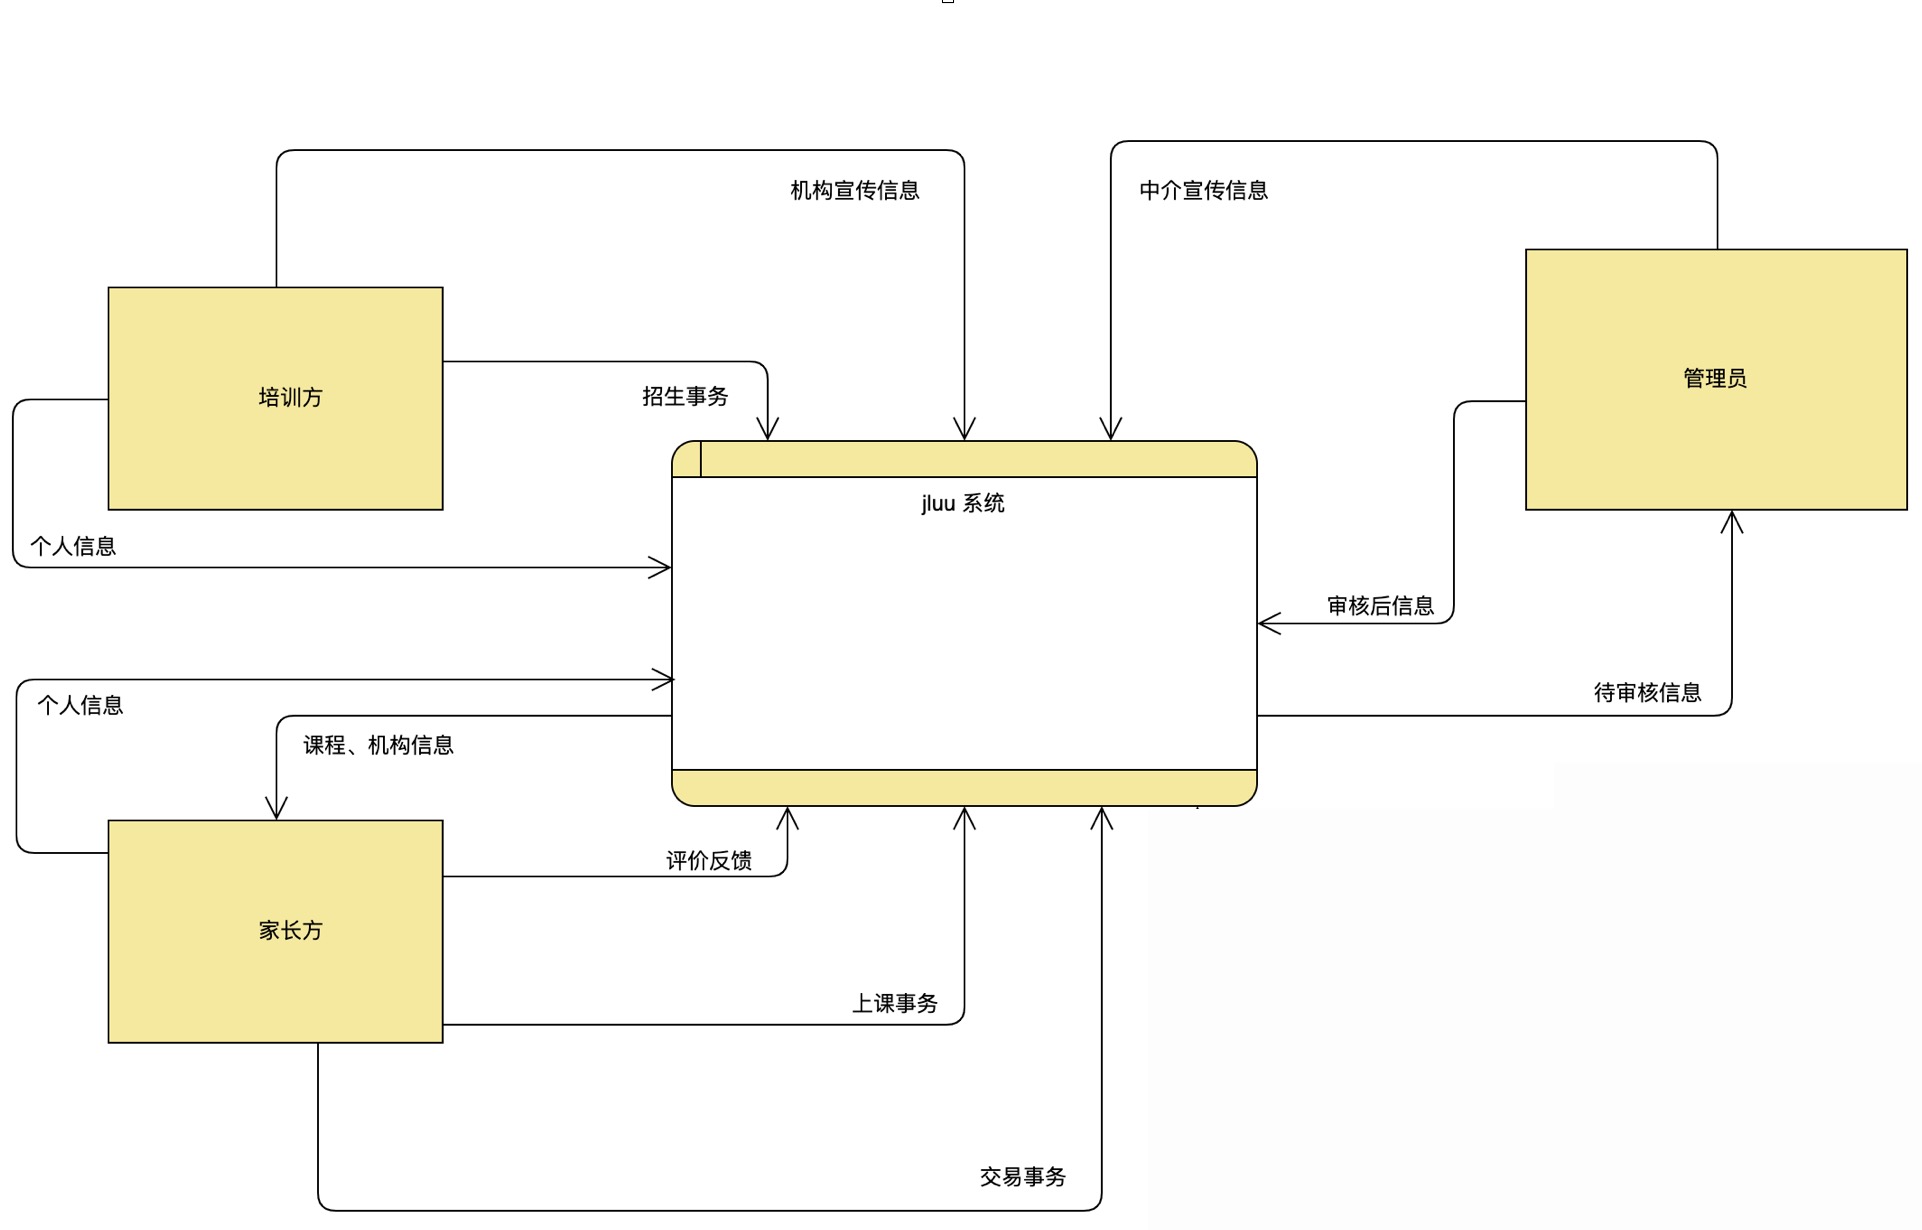 机构宣传信息
中介宣传信息
管理员
培训方
招生事务
jluu 系统
个人信息
审核后信息
待审核信息
个人信息
课程、机构信息
评价反馈
家长方
上课事务
交易事务